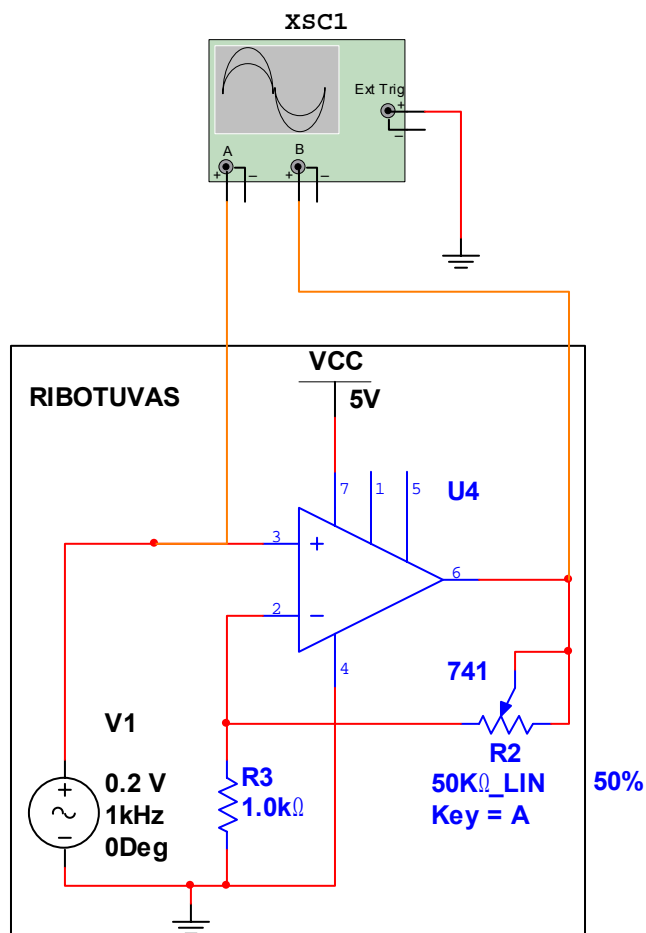 XSC1
Ext Trig
+
–
A
B
+
–
+
–
VCC
RIBOTUVAS
5V
7
1
5
U4
3
+
6
2
–
4
741
V1
R2
+
0.2 V
R3
50KΩ_LIN
50%
1kHz
1.0kΩ
Key = A
–
0Deg